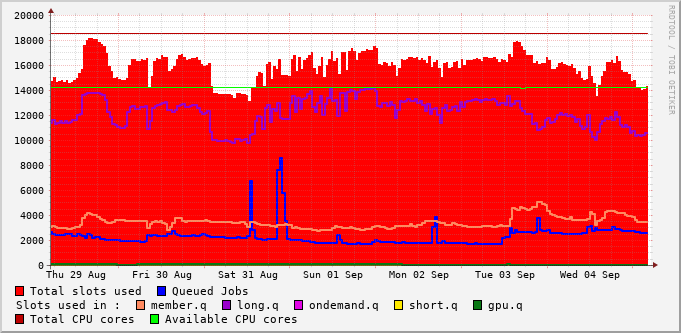 20000
18000
16000
14000
12000
10000
8000
6000
4000
2000
0
Thu 29 Aug Fri 30 Aug Sat 31 Aug Sun 01 Sep Mon 02 Sep Tue 03 Sep Wed 04 Sep
RRDTOOL / TOBI OETIKER
Total slots used Queued Jobs
Slots used in : member.q long.q ondemand.q short.q gpu.q
Total CPU cores Available CPU cores